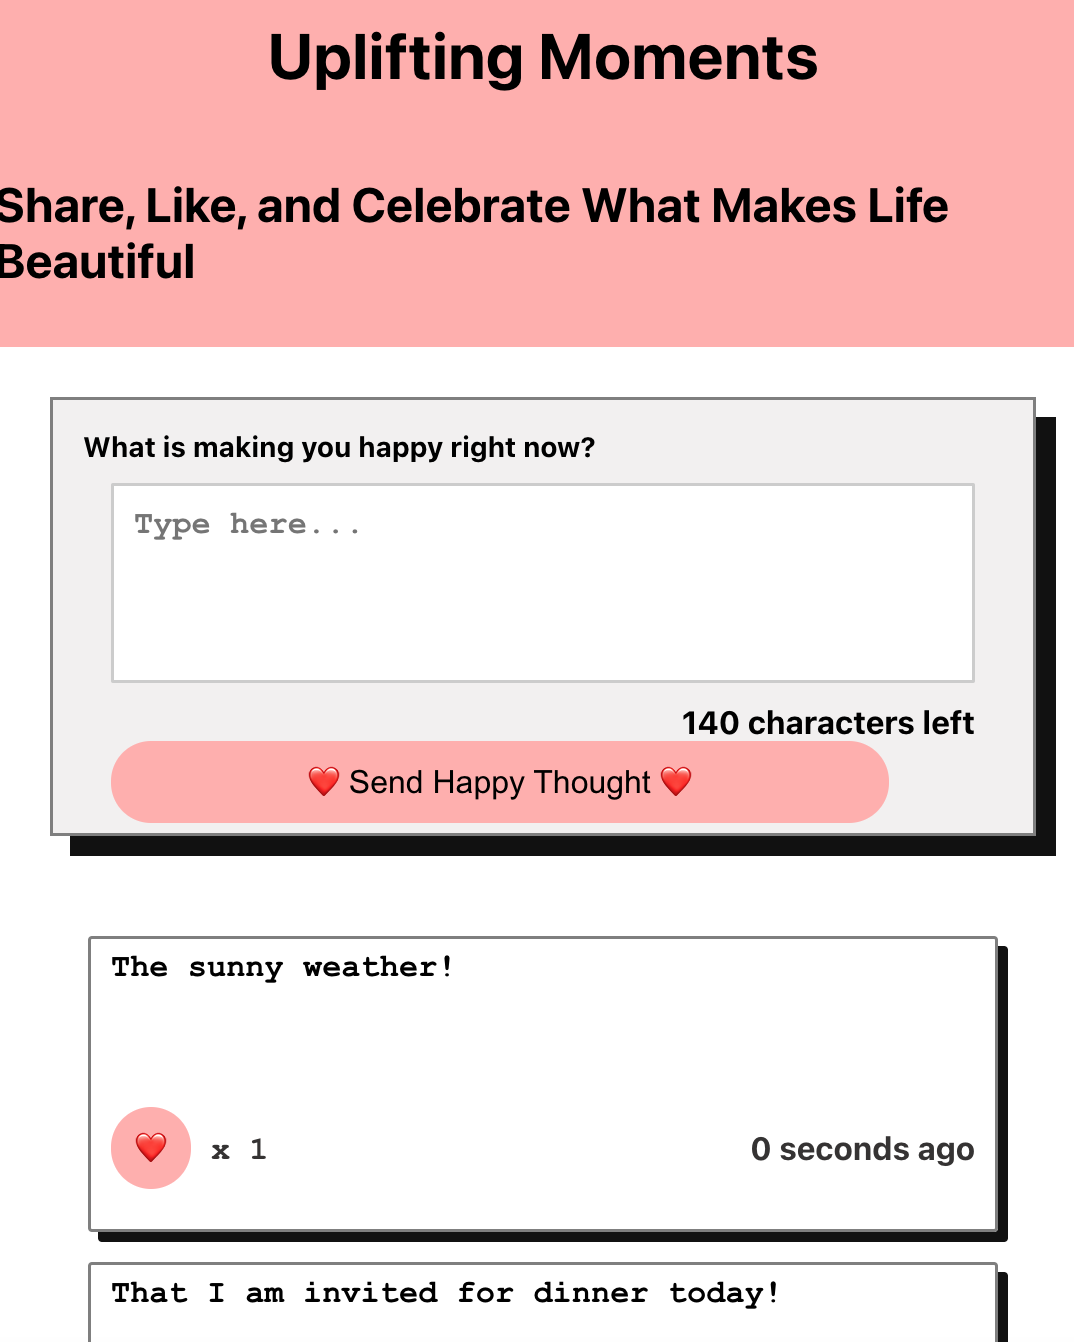 Uplifting Moments
Share, Like, and Celebrate What Makes Life
Beautiful
What is making you happy right now?
Type here...
140 characters left
❤️ Send Happy Thought ❤️
The sunny weather!
❤️ x 1
0 seconds ago
That I am invited for dinner today!